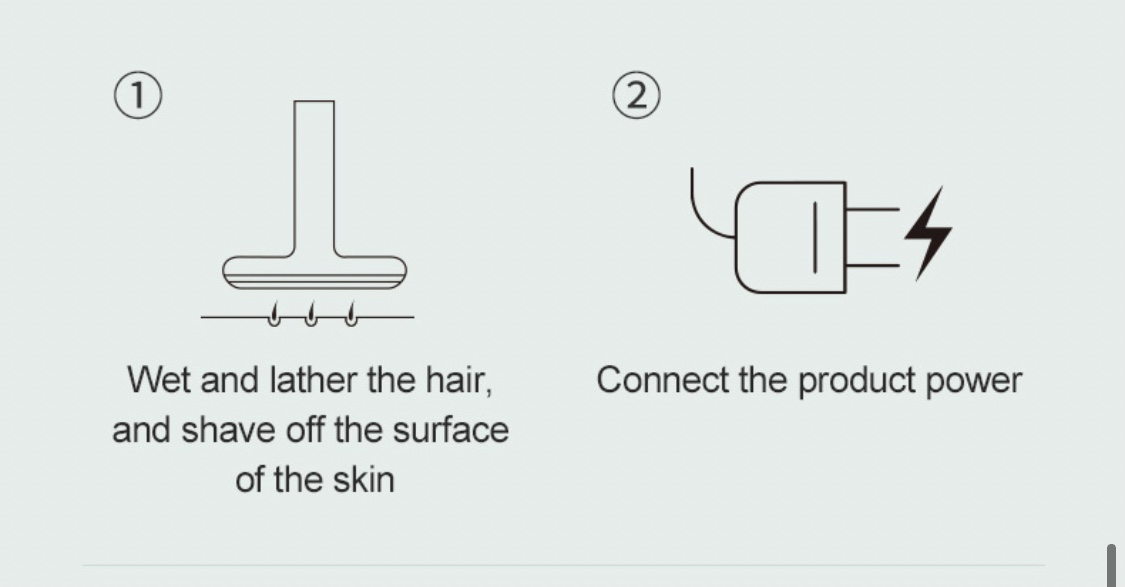 ①
Wet and lather the hair,
and shave off the surface
of the skin
②
Connect the product power